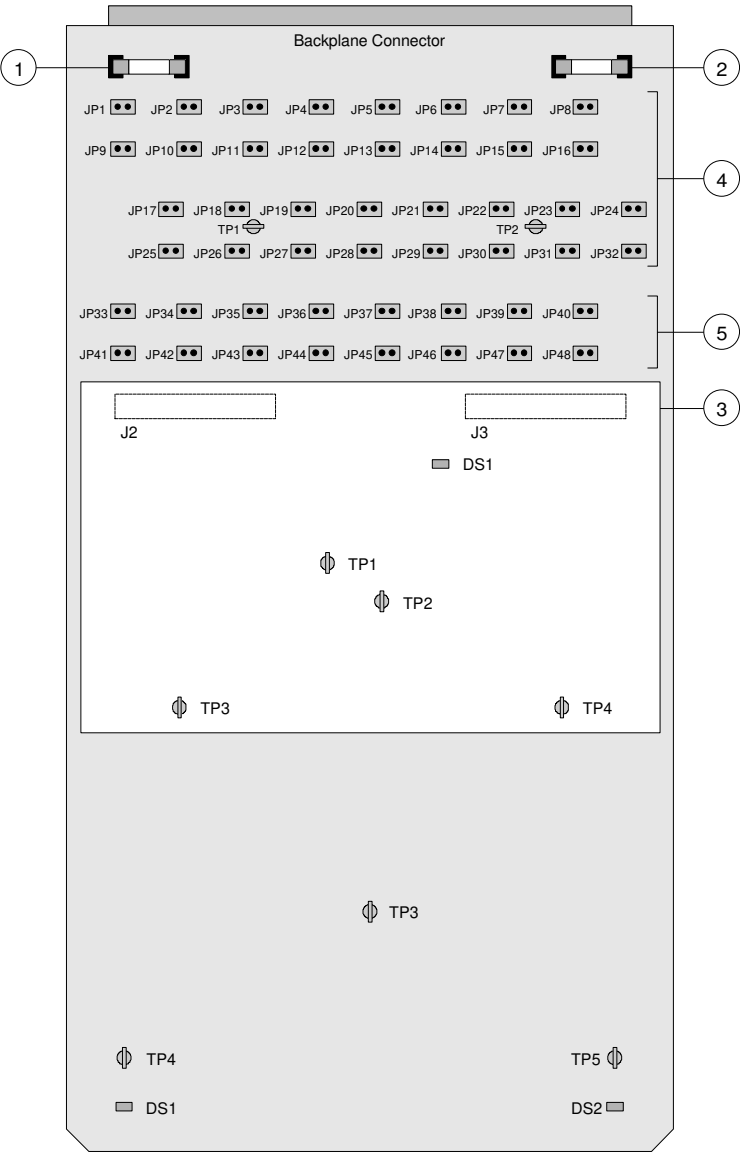 Backplane Connector
1
2
JP1 JP2 JP3 JP4 JP5 JP6 JP7 JP8
JP9 JP10 JP11 JP12 JP13 JP14 JP15 JP16
4
JP17 JP18 JP19 JP20 JP21 JP22 JP23 JP24
TP1 TP2
JP25 JP26 JP27 JP28 JP29 JP30 JP31 JP32
JP33 JP34 JP35 JP36 JP37 JP38 JP39 JP40
5
JP41 JP42 JP43 JP44 JP45 JP46 JP47 JP48
3
J2 J3
DS1
TP1
TP2
TP3 TP4
TP3
TP4 TP5
DS1 DS2